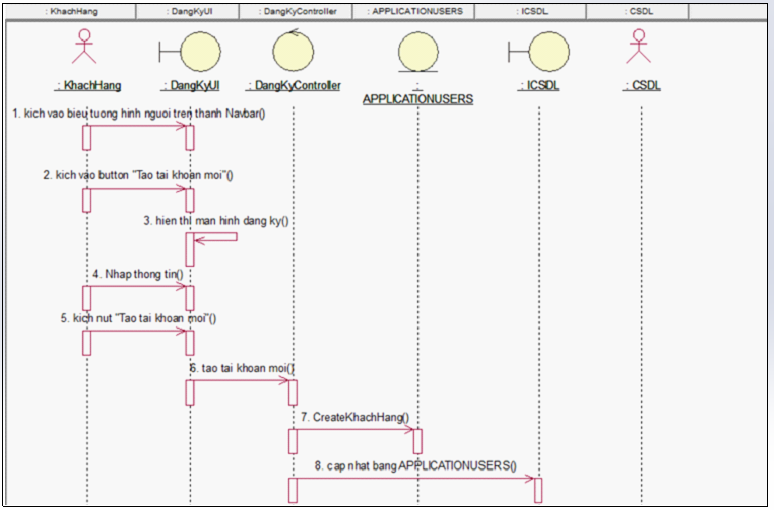 : KhachHang
: DangKyUI
: DangKyController
: APPLICATIONUSERS
: ICSDL
: CSDL
: KhachHang
: DangKyUI
: DangKyController
:
APPLICATIONUSERS
: ICSDL
: CSDL
1. kich vao bieu tuong hinh nguoi tren thanh Navbar()
2. kich vao button "Tao tai khoan moi"()
3. hien thi man hinh dang ky()
4. Nhap thong tin()
5. kich nut "Tao tai khoan moi"()
6. tao tai khoan moi()
7. CreateKhachHang()
8. cap nhat bang APPLICATIONUSERS()